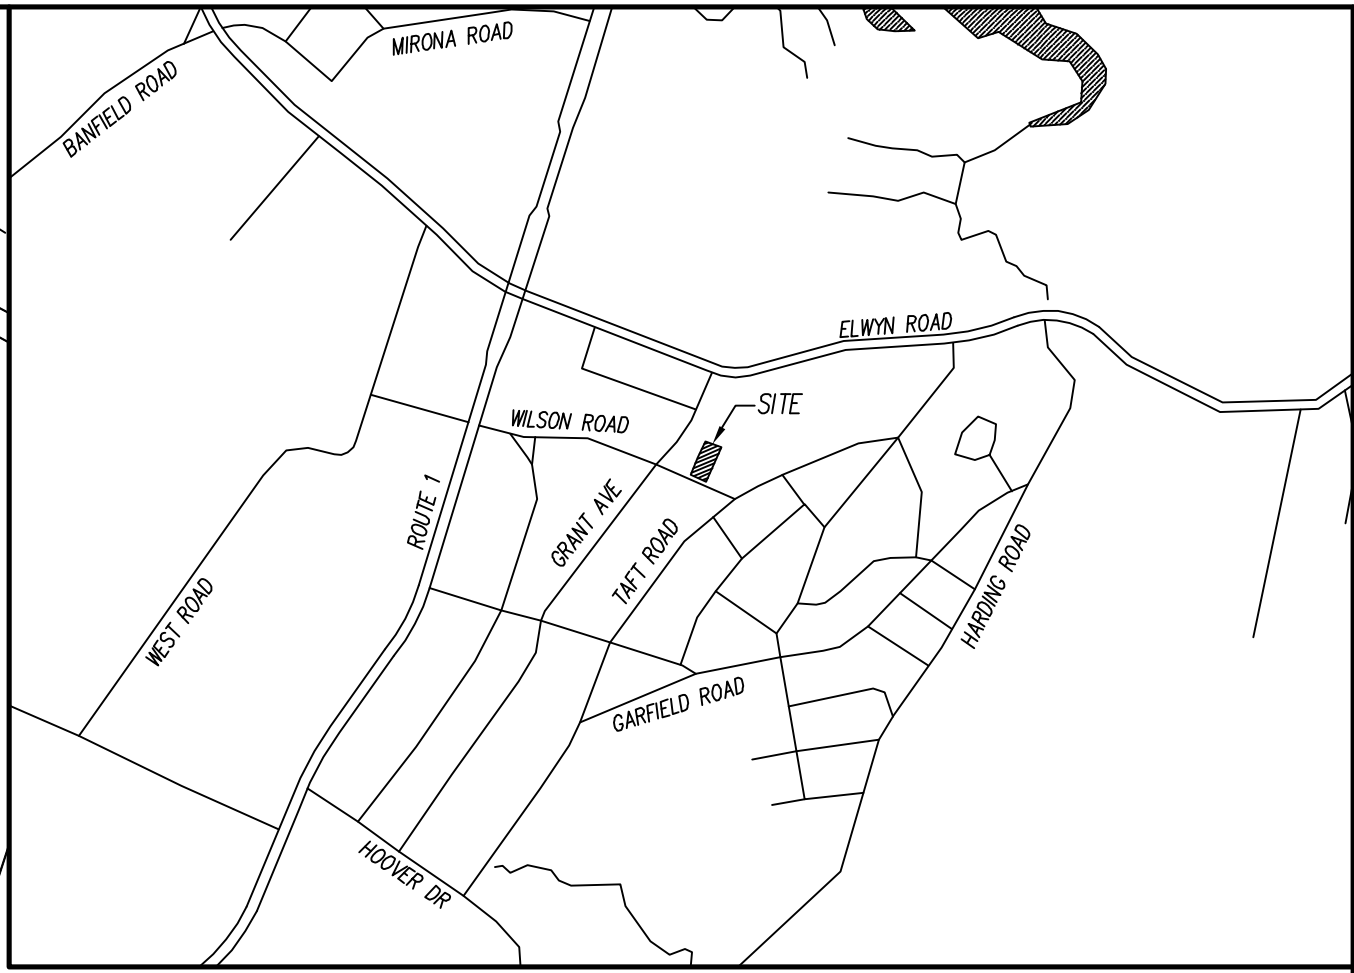 MIRONA ROAD
BANFIELD ROAD
ELWYN ROAD
SITE
WILSON ROAD
ROUTE 1
GRANT AVE
TAFT ROAD
HARDING ROAD
WEST ROAD
GARFIELD ROAD
HOOVER DR